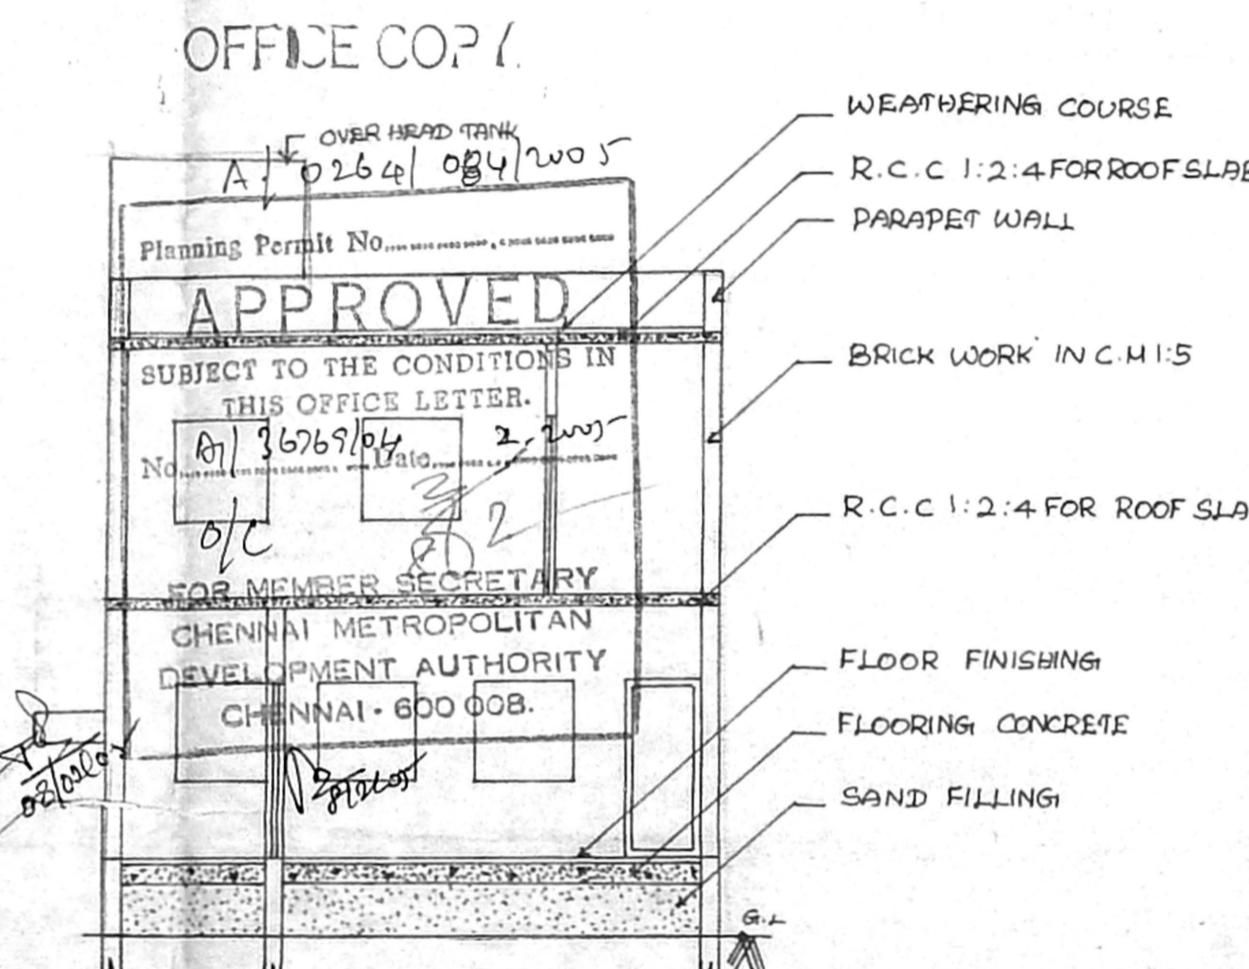 OFFICE COPY
OVER HEAD TANK
A/ 0264/ 084/2005
Planning Permit No.
APPROVED
SUBJECT TO THE CONDITIONS IN
THIS OFFICE LETTER.
No. A1/ 36769/04 Date 2.2005
O/C
FOR MEMBER SECRETARY
CHENNAI METROPOLITAN
DEVELOPMENT AUTHORITY
CHENNAI • 600 008.
WEATHERING COURSE
R.C.C 1:2:4 FOR ROOF SLAB
PARAPET WALL
BRICK WORK IN C.M 1:5
R.C.C 1:2:4 FOR ROOF SLA
FLOOR FINISHING
FLOORING CONCRETE
SAND FILLING
G.L